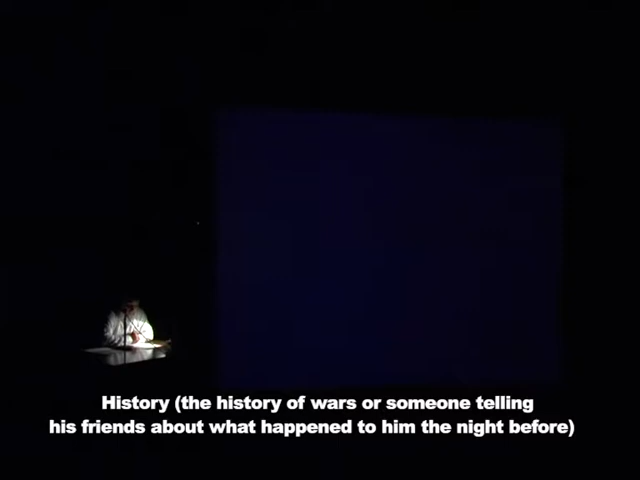 History (the history of wars or someone telling
his friends about what happened to him the night before)